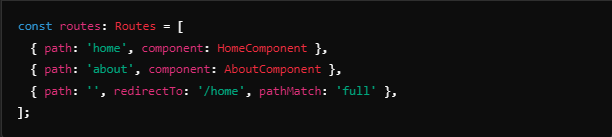 const routes: Routes = [
  { path: 'home', component: HomeComponent },
  { path: 'about', component: AboutComponent },
  { path: '', redirectTo: '/home', pathMatch: 'full' },
];